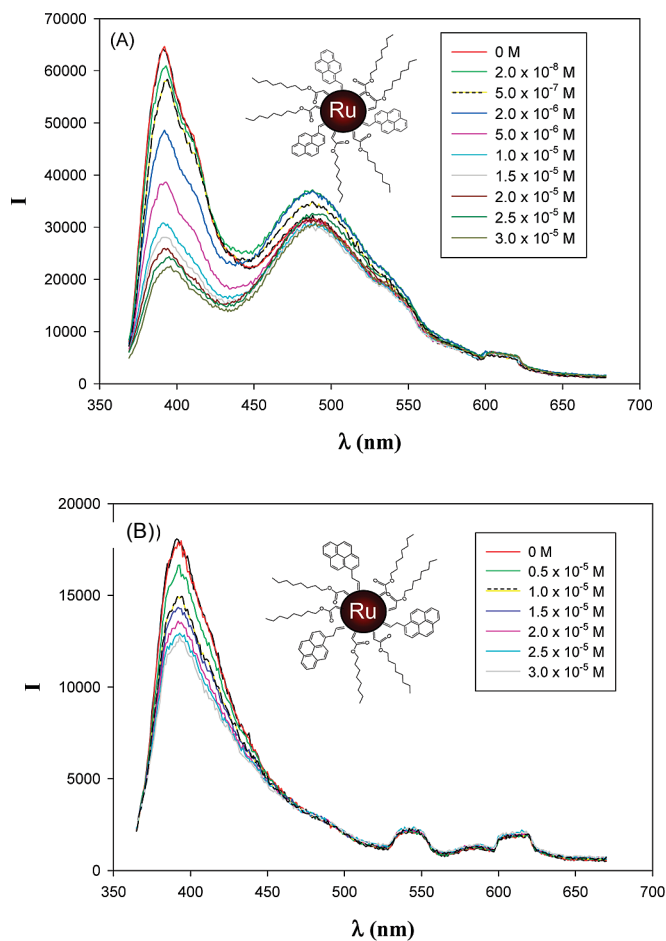 (A)
70000
60000
50000
40000
30000
20000
10000
0
I
350 400 450 500 550 600 650 700
λ (nm)
Ru
O
O
O
O
O
O
O
O
0 M
2.0 x 10⁻⁸ M
5.0 x 10⁻⁷ M
2.0 x 10⁻⁶ M
5.0 x 10⁻⁶ M
1.0 x 10⁻⁵ M
1.5 x 10⁻⁵ M
2.0 x 10⁻⁵ M
2.5 x 10⁻⁵ M
3.0 x 10⁻⁵ M
(B))
20000
15000
10000
5000
0
I
350 400 450 500 550 600 650 700
λ (nm)
Ru
O
O
O
O
O
O
O
O
0 M
0.5 x 10⁻⁵ M
1.0 x 10⁻⁵ M
1.5 x 10⁻⁵ M
2.0 x 10⁻⁵ M
2.5 x 10⁻⁵ M
3.0 x 10⁻⁵ M